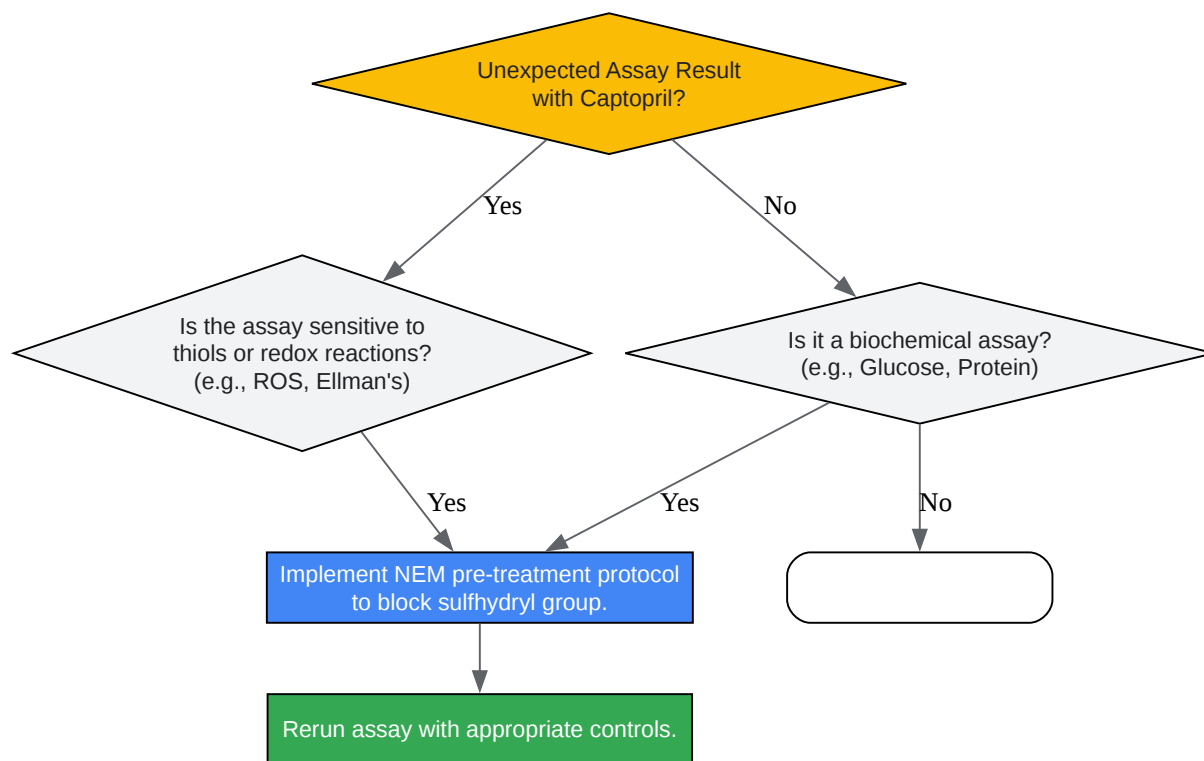 Unexpected Assay Result
with Captopril?
Yes
No
Is the assay sensitive to
thiols or redox reactions?
(e.g., ROS, Ellman's)
Is it a biochemical assay?
(e.g., Glucose, Protein)
Yes
Yes
No
Implement NEM pre-treatment protocol
to block sulfhydryl group.
Rerun assay with appropriate controls.